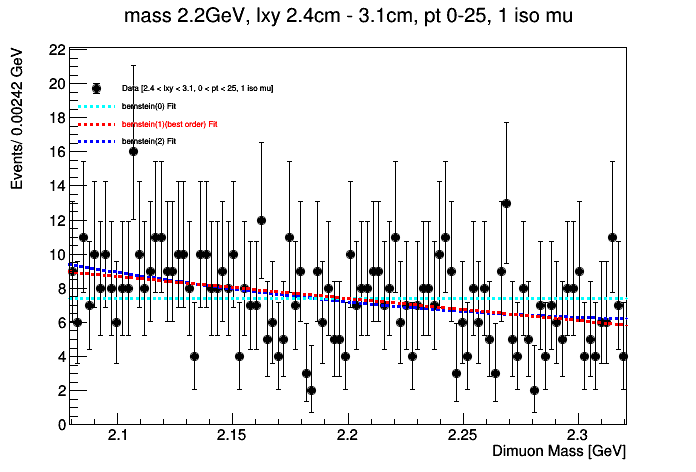 mass 2.2GeV, lxy 2.4cm - 3.1cm, pt 0-25, 1 iso mu
Events/ 0.00242 GeV
22
20
18
16
14
12
10
8
6
4
2
0
Data [2.4 < lxy < 3.1, 0 < pt < 25, 1 iso mu]
bernstein(0) Fit
bernstein(1)(best order) Fit
bernstein(2) Fit
2.1 2.15 2.2 2.25 2.3
Dimuon Mass [GeV]